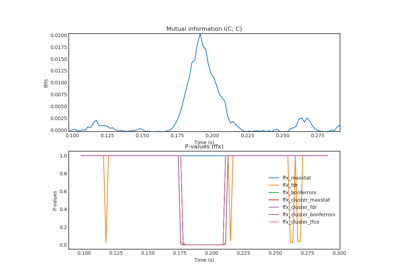 Mutual information I(C; C)
0.0200
0.0175
0.0150
0.0125
0.0100
0.0075
0.0050
0.0025
0.0000
Bits
0.100 0.125 0.150 0.175 0.200 0.225 0.250 0.275
Time (s)
P-values (ffx)
1.0
0.8
0.6
0.4
0.2
0.0
P-values
ffx_maxstat
ffx_fdr
ffx_bonferroni
ffx_cluster_maxstat
ffx_cluster_fdr
ffx_cluster_bonferroni
ffx_cluster_tfce
0.100 0.125 0.150 0.175 0.200 0.225 0.250 0.275 0.300
Time (s)